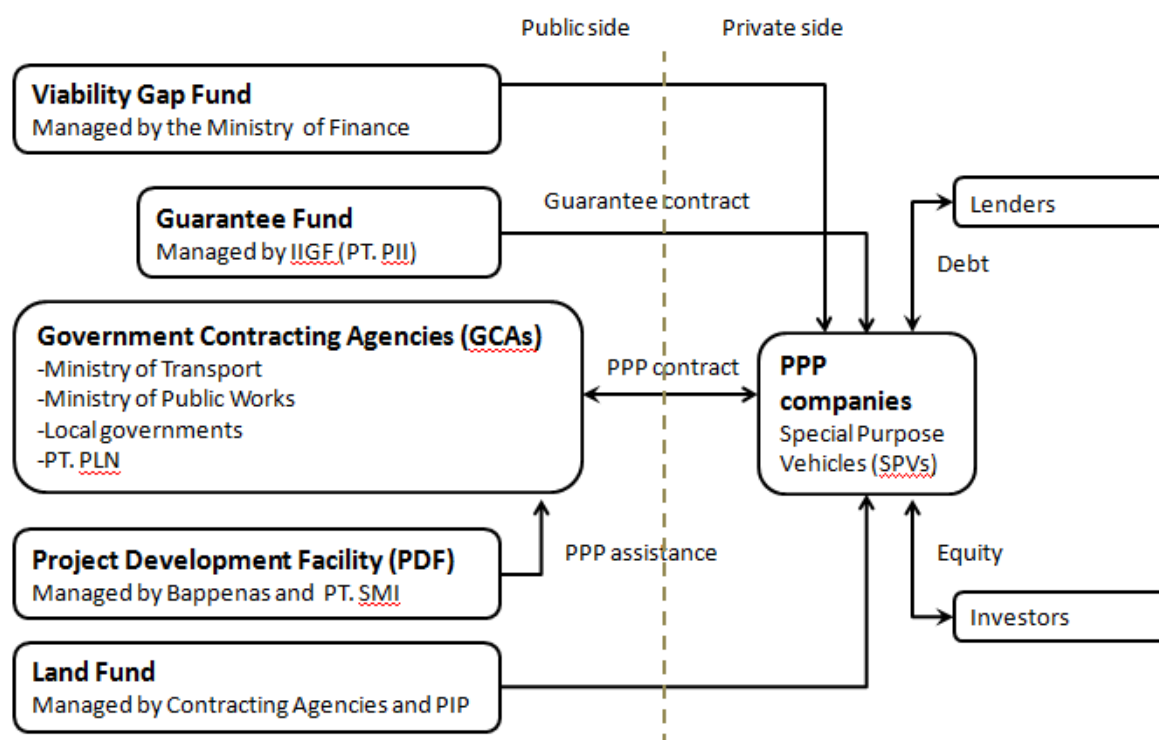 Public side
Private side
Viability Gap Fund
Managed by the Ministry of Finance
Guarantee Fund
Managed by IIGF (PT. PII)
Guarantee contract
Lenders
Debt
Government Contracting Agencies (GCAs)
-Ministry of Transport
-Ministry of Public Works
-Local governments
-PT. PLN
PPP contract
PPP
companies
Special Purpose
Vehicles (SPVs)
Project Development Facility (PDF)
Managed by Bappenas and PT. SMI
PPP assistance
Equity
Investors
Land Fund
Managed by Contracting Agencies and PIP